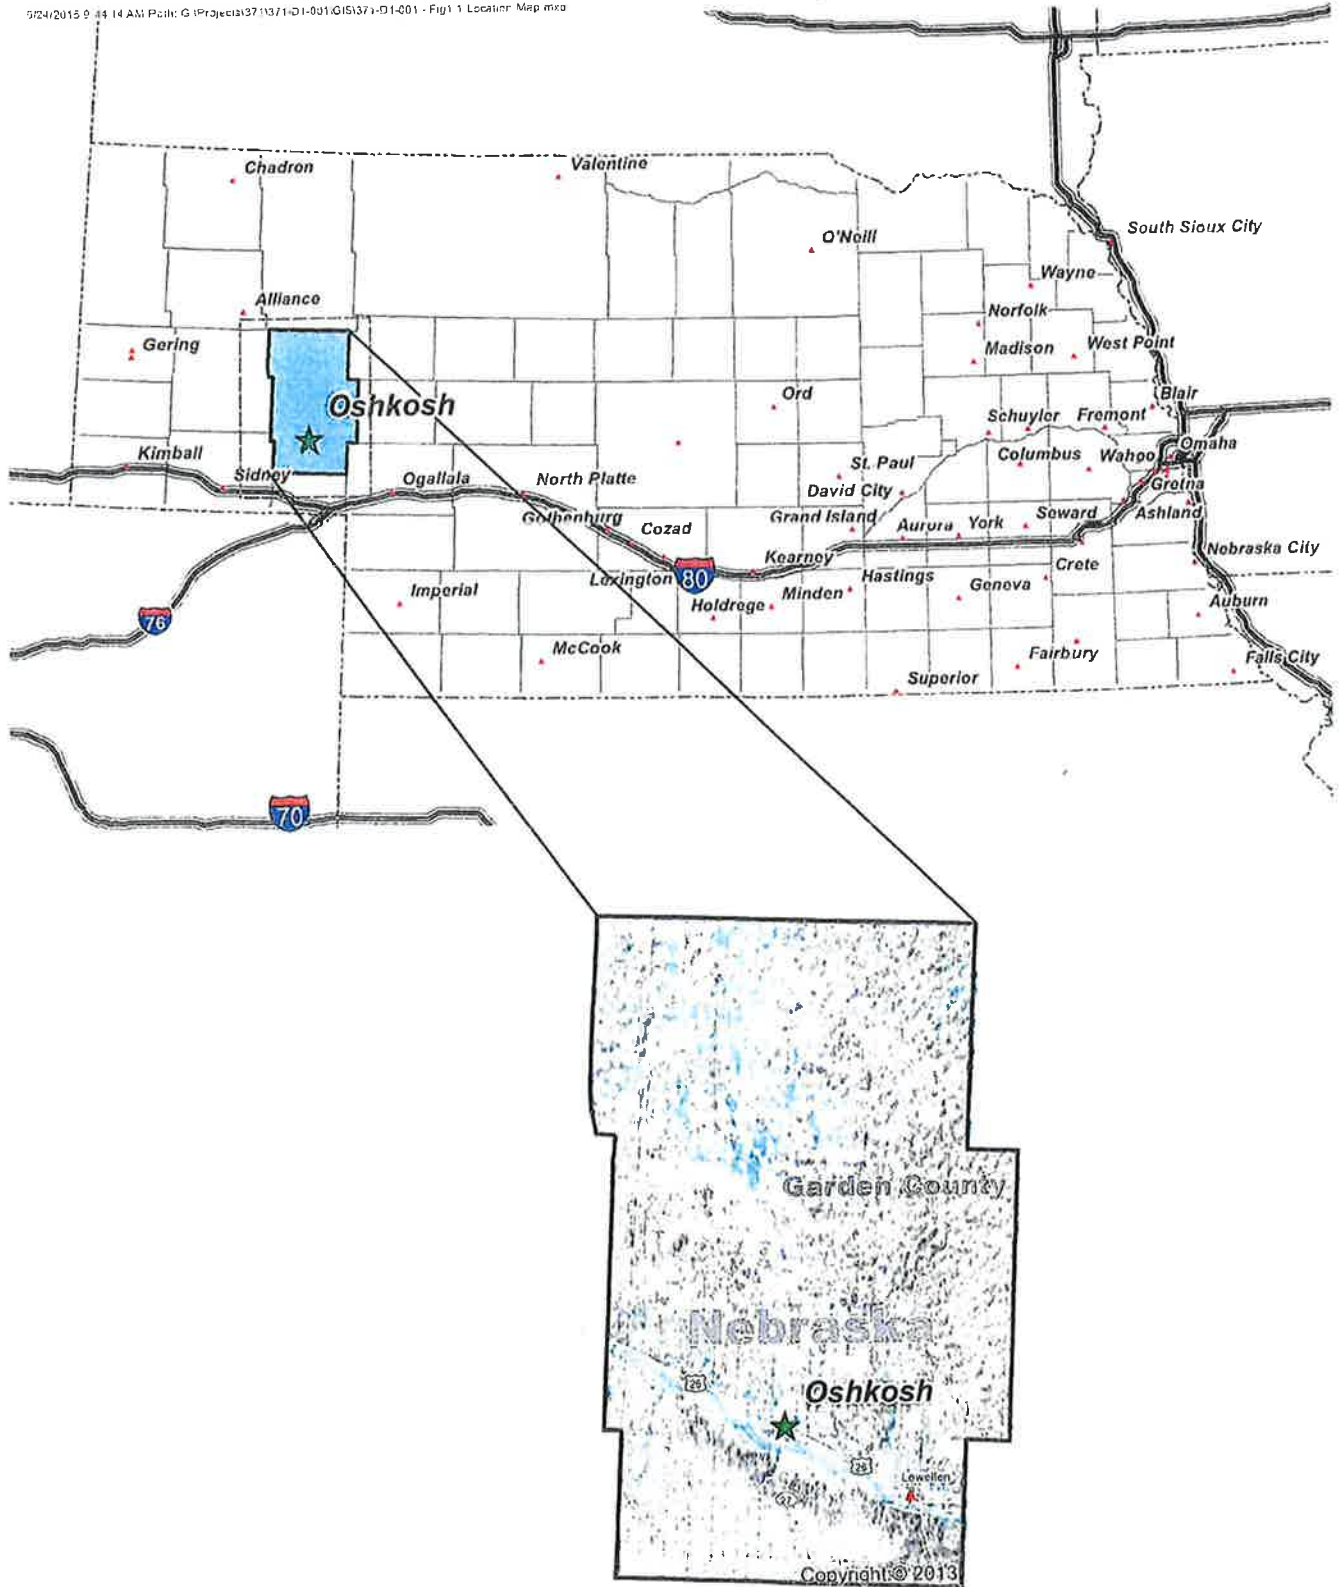 5/24/2016 9:44:14 AM Path: G:\Projects\371\371-D1-001\GIS\371-D1-001 - Fig1.1 Location Map.mxd
Chadron
Valentine
O'Neill
South Sioux City
Alliance
Wayne
Norfolk
Gering
Madison
West Point
Oshkosh
Ord
Blair
Schuyler
Fremont
Kimball
Sidney
Ogallala
North Platte
St. Paul
Columbus
Wahoo
Omaha
David City
Gretna
Gothenburg
Cozad
Grand Island
Aurora
York
Seward
Ashland
Kearney
Nebraska City
Lexington
80
Hastings
Geneva
Crete
Imperial
Holdrege
Minden
Auburn
76
McCook
Fairbury
Falls City
Superior
70
Garden County
Nebraska
26
Oshkosh
26
Lewellen
27
Copyright:© 2013